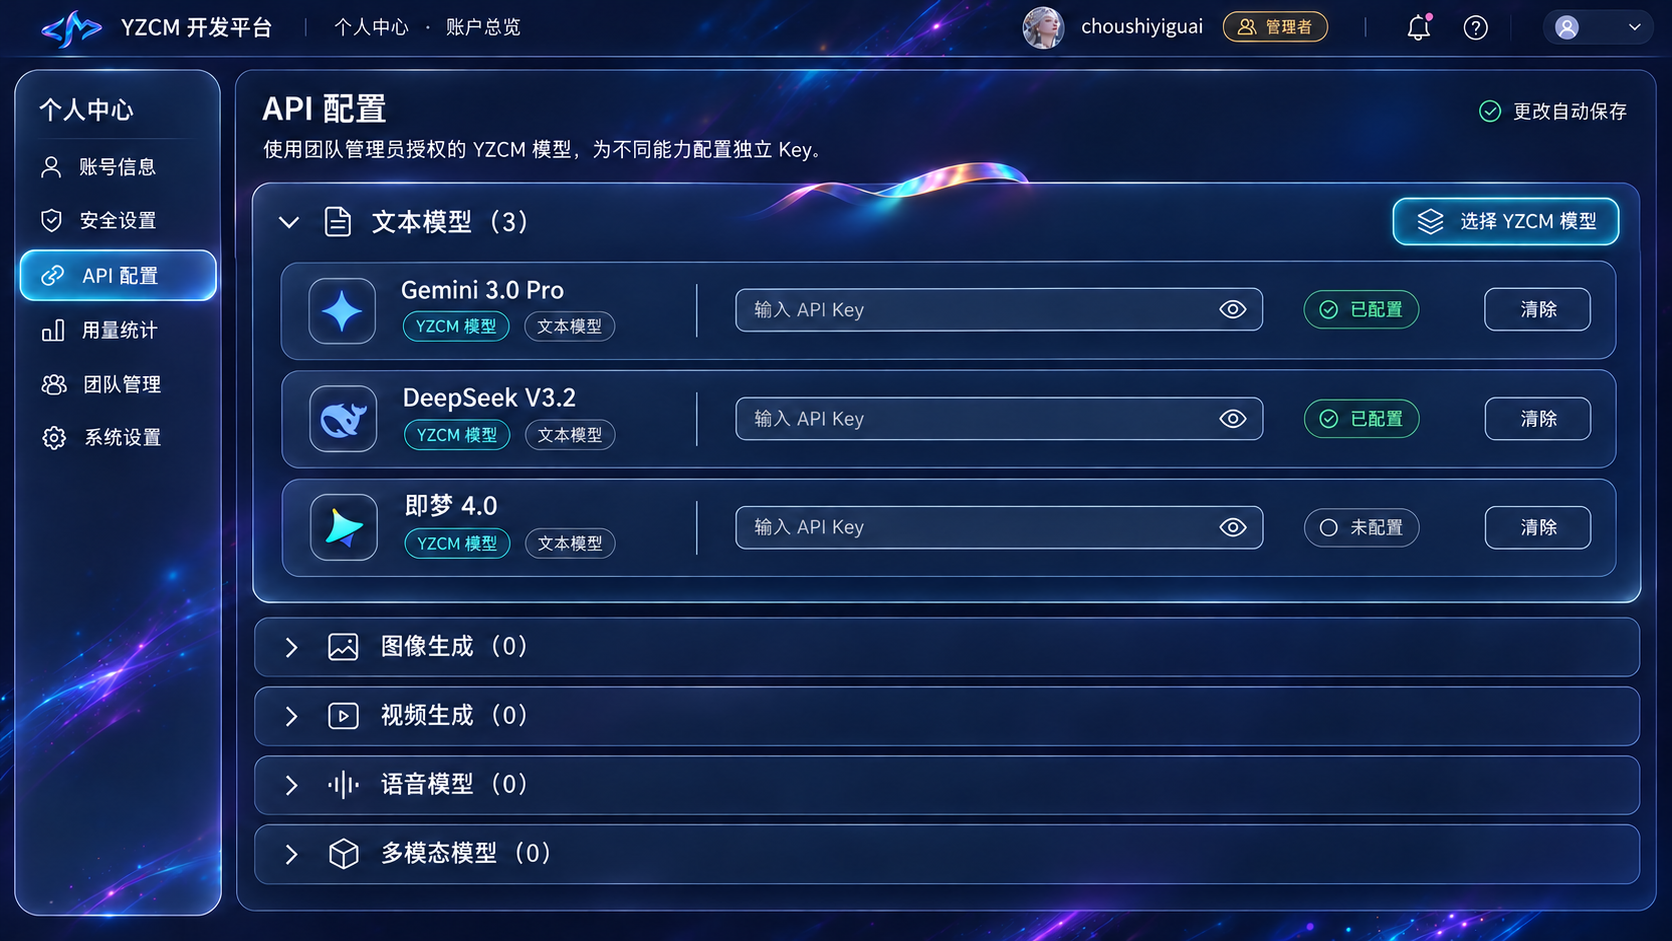 YZCM 开发平台 个人中心 · 账户总览 choushiyiguai 管理者
个人中心
账号信息
安全设置
API 配置
用量统计
团队管理
系统设置
API 配置
更改自动保存
使用团队管理员授权的 YZCM 模型，为不同能力配置独立 Key。
文本模型（3）
选择 YZCM 模型
Gemini 3.0 Pro
YZCM 模型 文本模型
输入 API Key
已配置
清除
DeepSeek V3.2
YZCM 模型 文本模型
输入 API Key
已配置
清除
即梦 4.0
YZCM 模型 文本模型
输入 API Key
未配置
清除
图像生成（0）
视频生成（0）
语音模型（0）
多模态模型（0）